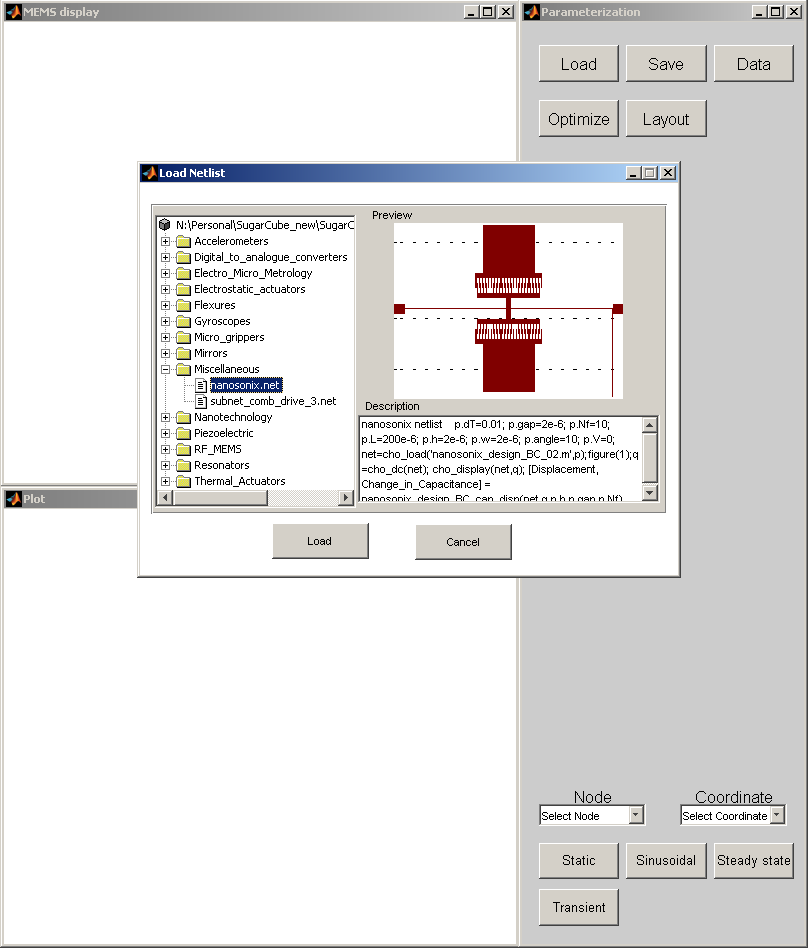 MEMS display
Parameterization
Load
Save
Data
Optimize
Layout
Load Netlist
N:\Personal\SugarCube_new\SugarC
Accelerometers
Digital_to_analogue_converters
Electro_Micro_Metrology
Electrostatic_actuators
Flexures
Gyroscopes
Micro_grippers
Mirrors
Miscellaneous
nanosonix.net
subnet_comb_drive_3.net
Nanotechnology
Piezoelectric
RF_MEMS
Resonators
Thermal_Actuators
Preview
Description
nanosonix netlist    p.dT=0.01; p.gap=2e-6; p.Nf=10;
p.L=200e-6; p.h=2e-6; p.w=2e-6; p.angle=10; p.V=0;
net=cho_load('nanosonix_design_BC_02.m',p);figure(1);q
=cho_dc(net); cho_display(net,q); [Displacement,
Change_in_Capacitance] =
nanosonix_design_BC_cap_disp(net,q,p.h,p.gap,p.Nf)
Load
Cancel
Plot
Node
Coordinate
Select Node
Select Coordinate
Static
Sinusoidal
Steady state
Transient